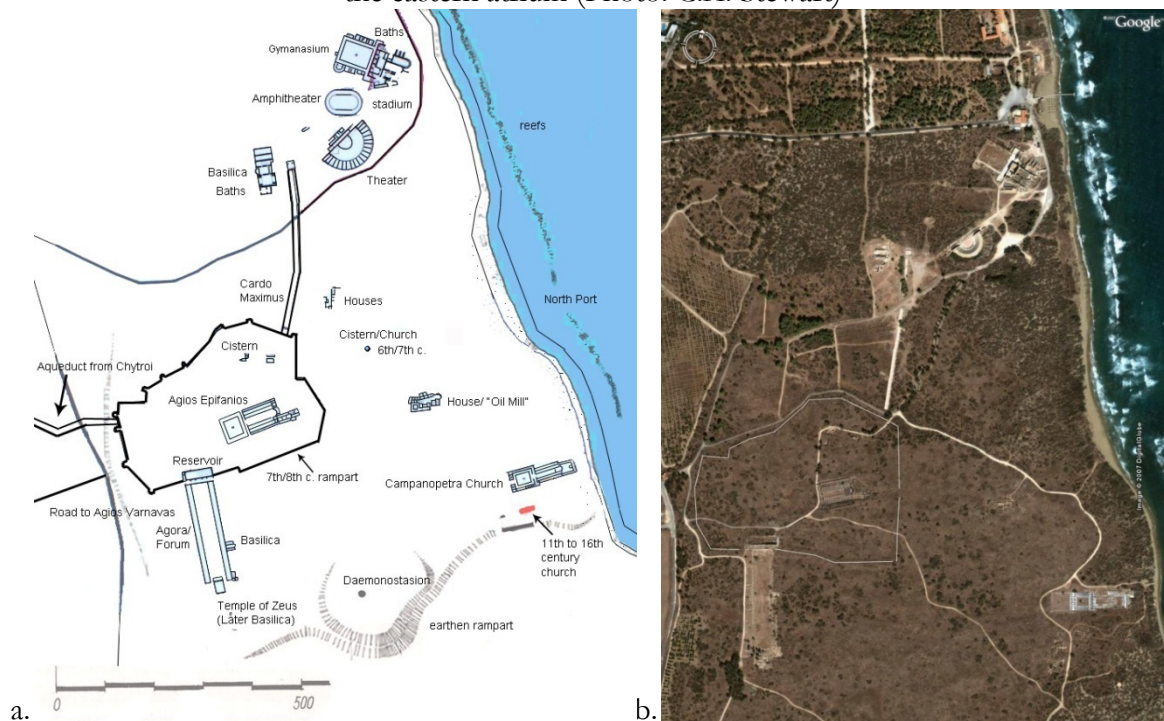 the eastern atrium (Photo: C.A. Stewart)
Baths
Gymanasium
Amphitheater
stadium
reefs
Basilica
Baths
Theater
Cardo
Maximus
Houses
North Port
Cistern/Church
6th/7th c.
Cistern
Aqueduct from Chytroi
Agios Epifanios
House/ "Oil Mill"
Reservoir
7th/8th c. rampart
Campanopetra Church
Road to Agios Varnavas
Agora/
Forum
Basilica
11th to 16th
century
church
Daemonostasion
Temple of Zeus
(Later Basilica)
earthen rampart
0
500
a.
Google
Image © 2007 DigitalGlobe
b.